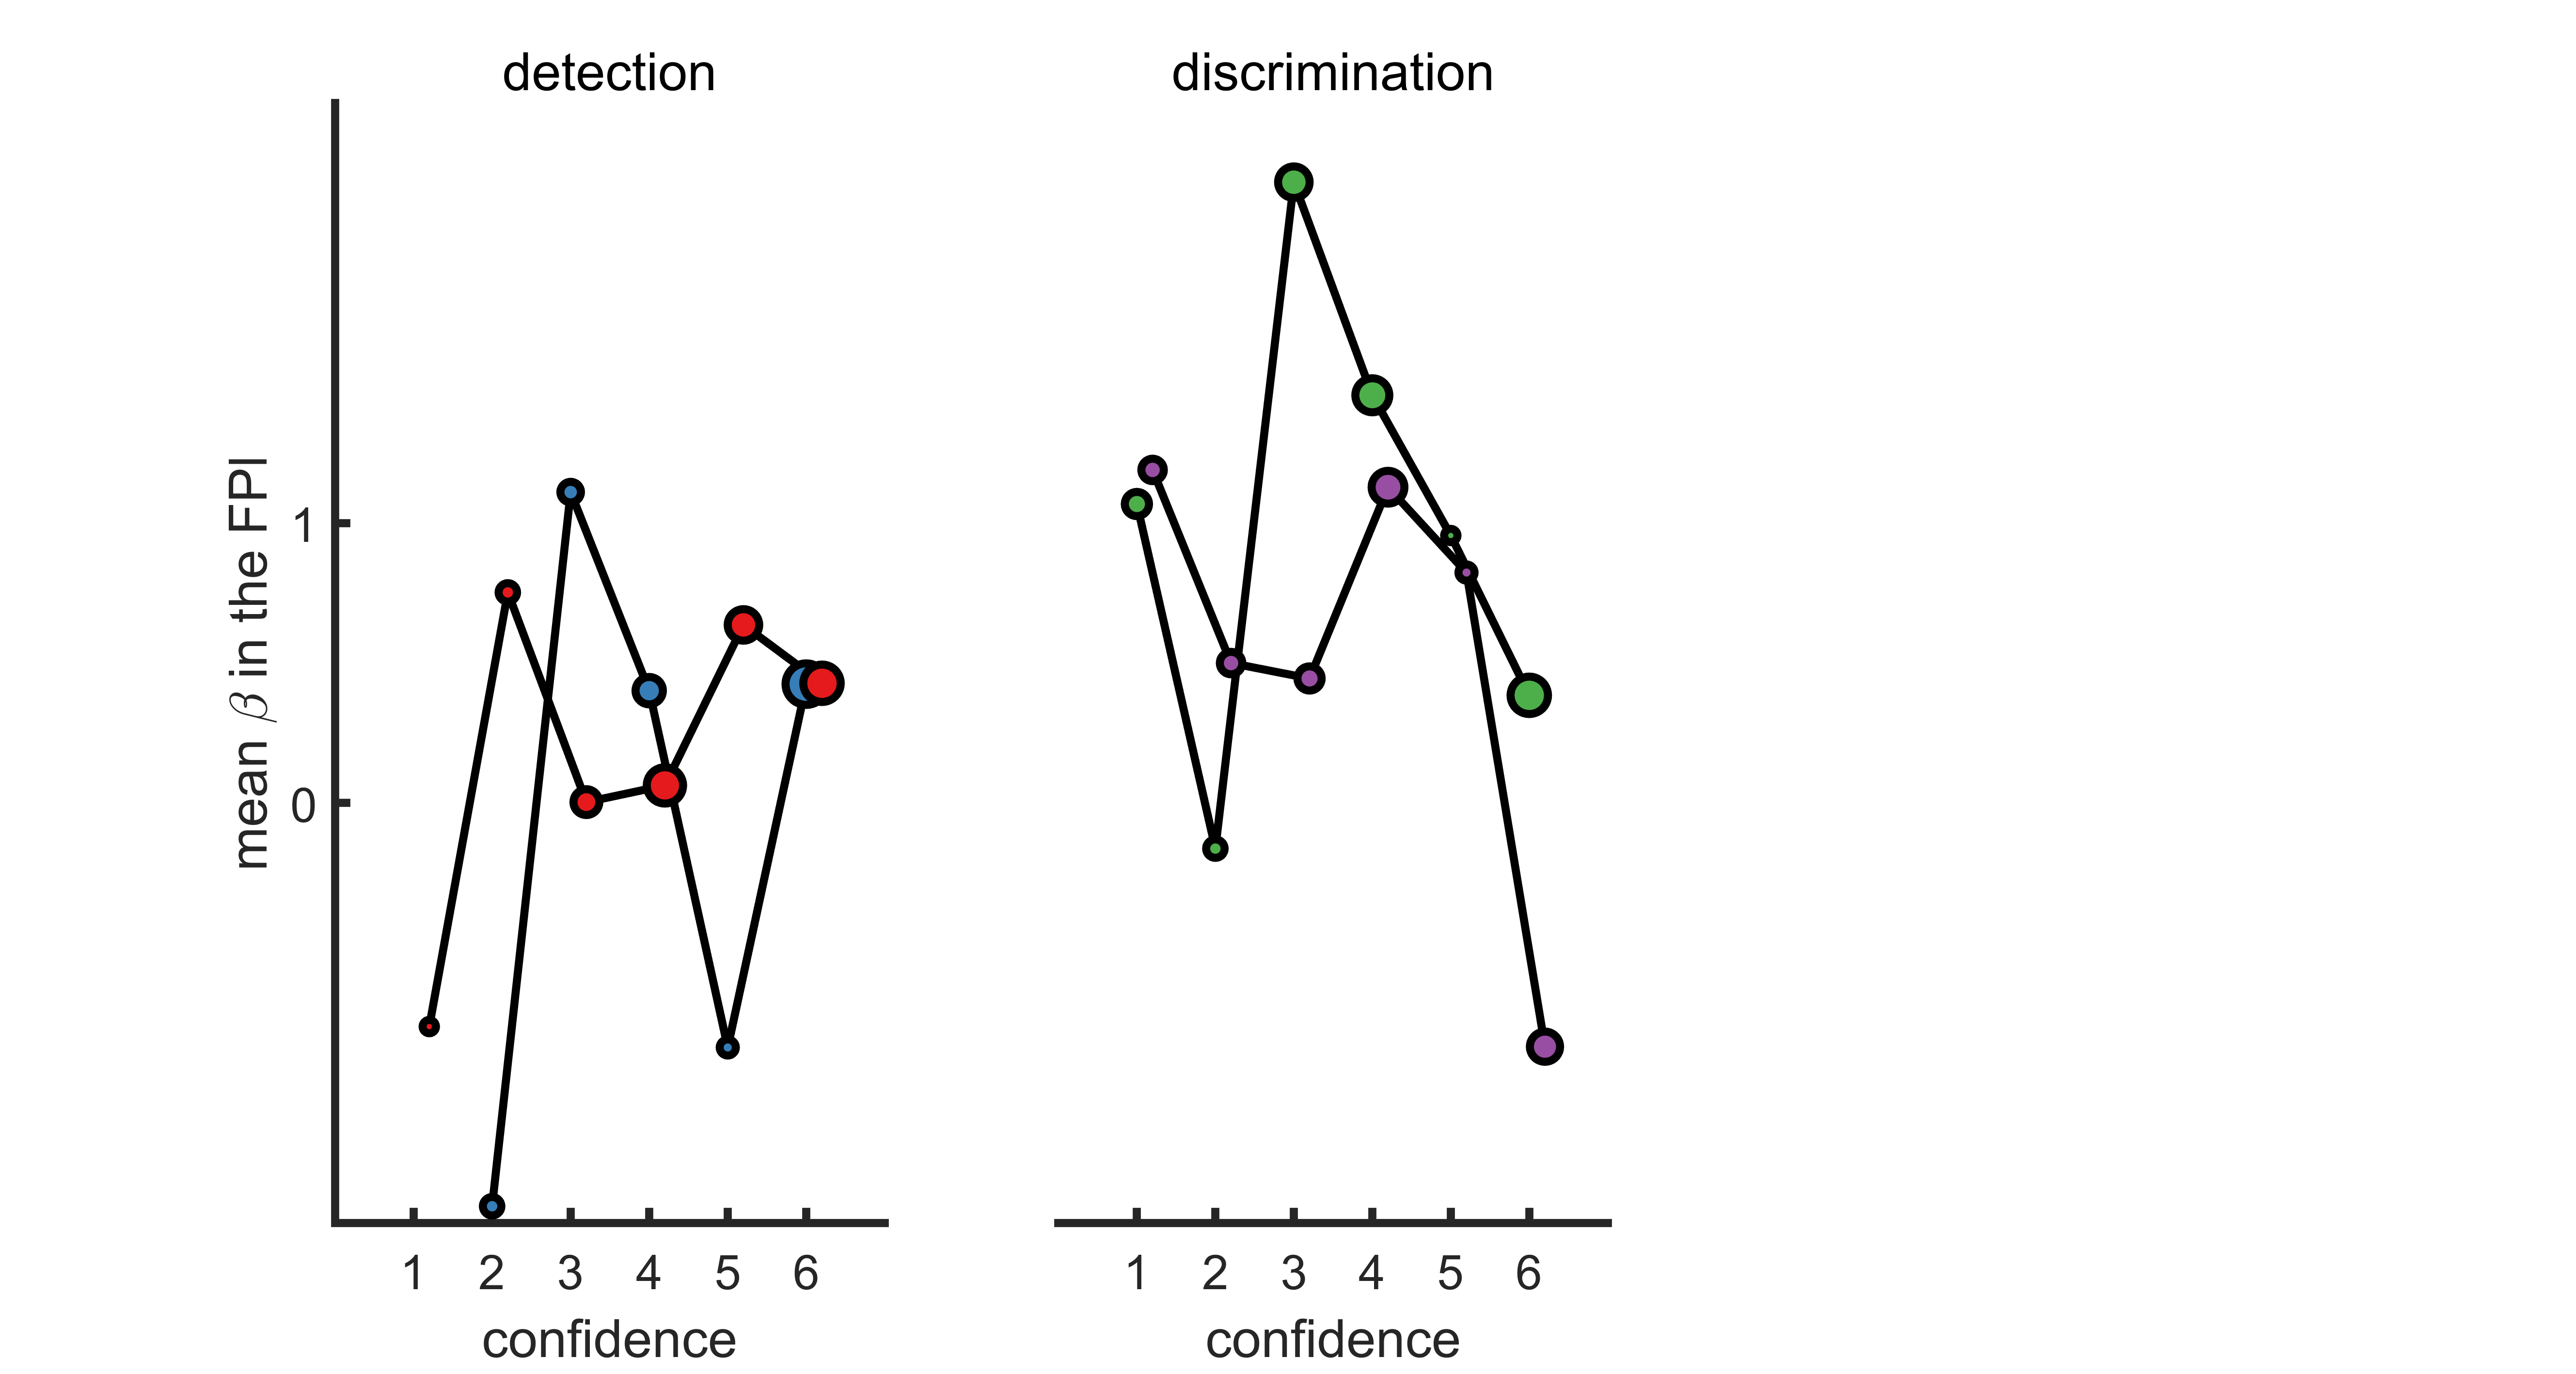 detection
discrimination
mean β in the FPI
1
0
1 2 3 4 5 6
1 2 3 4 5 6
confidence
confidence